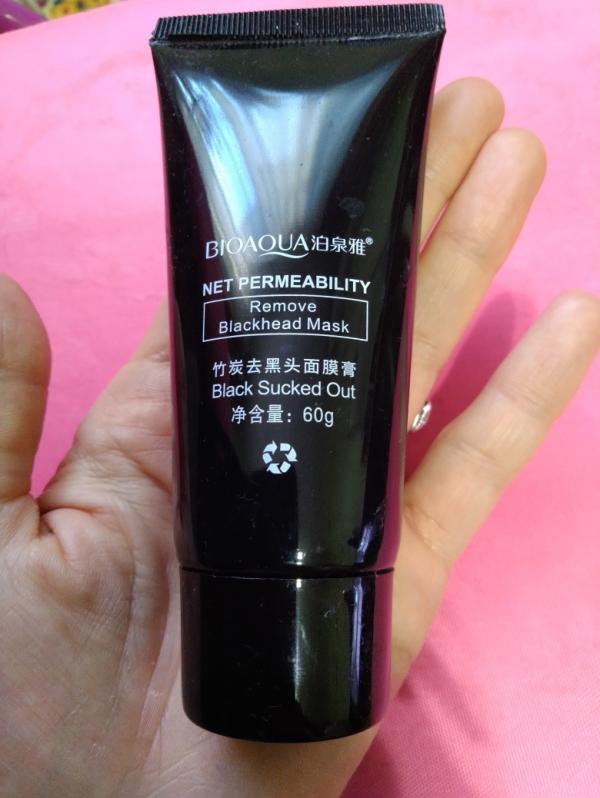 BIOAQUA泊泉雅®
NET PERMEABILITY
Remove
Blackhead Mask
竹炭去黑头面膜膏
Black Sucked Out
净含量：60g